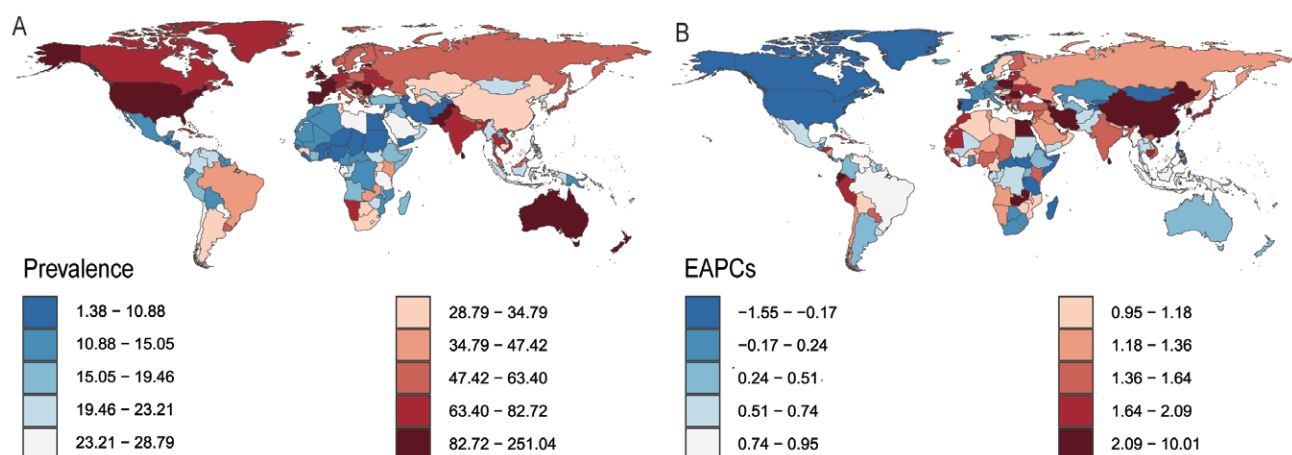 A
B
Prevalence
1.38 – 10.88
10.88 – 15.05
15.05 – 19.46
19.46 – 23.21
23.21 – 28.79
28.79 – 34.79
34.79 – 47.42
47.42 – 63.40
63.40 – 82.72
82.72 – 251.04
EAPCs
−1.55 – −0.17
−0.17 – 0.24
0.24 – 0.51
0.51 – 0.74
0.74 – 0.95
0.95 – 1.18
1.18 – 1.36
1.36 – 1.64
1.64 – 2.09
2.09 – 10.01